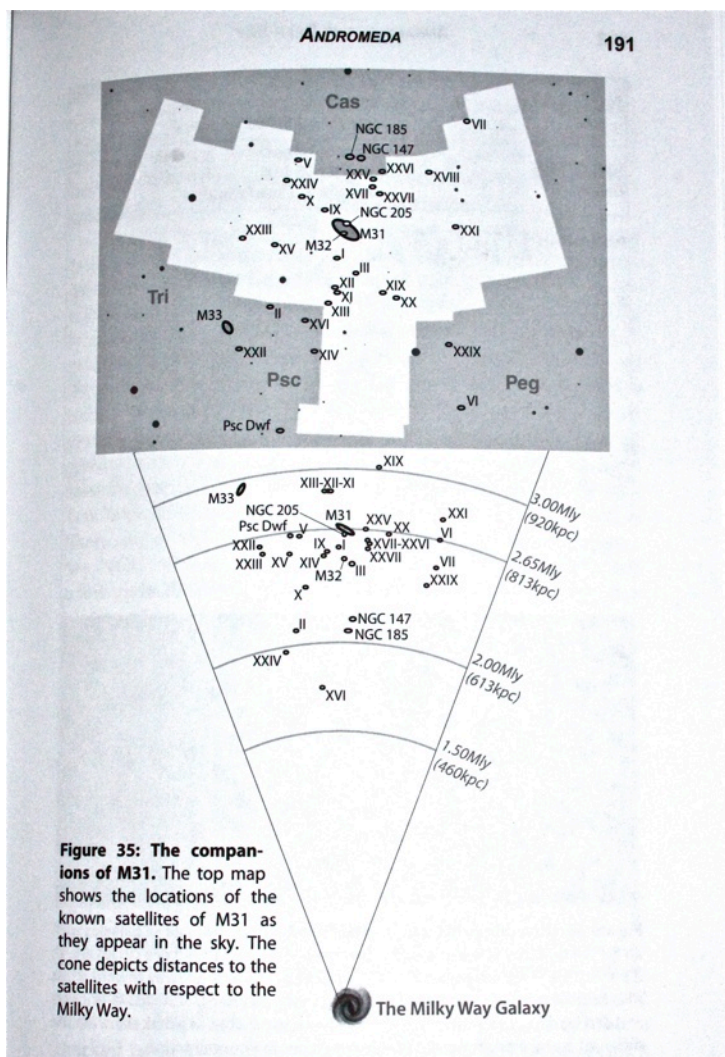 ANDROMEDA
191
Cas
VII
NGC 185
NGC 147
V
XXVI
XXV
XVIII
XXIV
XVII
XXVII
X
IX
NGC 205
XXIII
M31
XXI
M32
XV
I
III
XII
XIX
Tri
XI
XX
II
XIII
M33
XVI
XXII
XIV
XXIX
Psc
Peg
VI
Psc Dwf
XIX
XIII-XII-XI
M33
3.00Mly
(920kpc)
NGC 205
M31
XXV
XXI
Psc Dwf
V
XX
VI
XXII
IX
I
XVII-XXVI
2.65Mly
(813kpc)
XXIII
XV
XIV
XXVII
VII
M32
III
XXIX
X
NGC 147
II
NGC 185
XXIV
2.00Mly
(613kpc)
XVI
1.50Mly
(460kpc)
Figure 35: The compan-
ions of M31. The top map
shows the locations of the
known satellites of M31 as
they appear in the sky. The
cone depicts distances to the
satellites with respect to the
Milky Way.
The Milky Way Galaxy